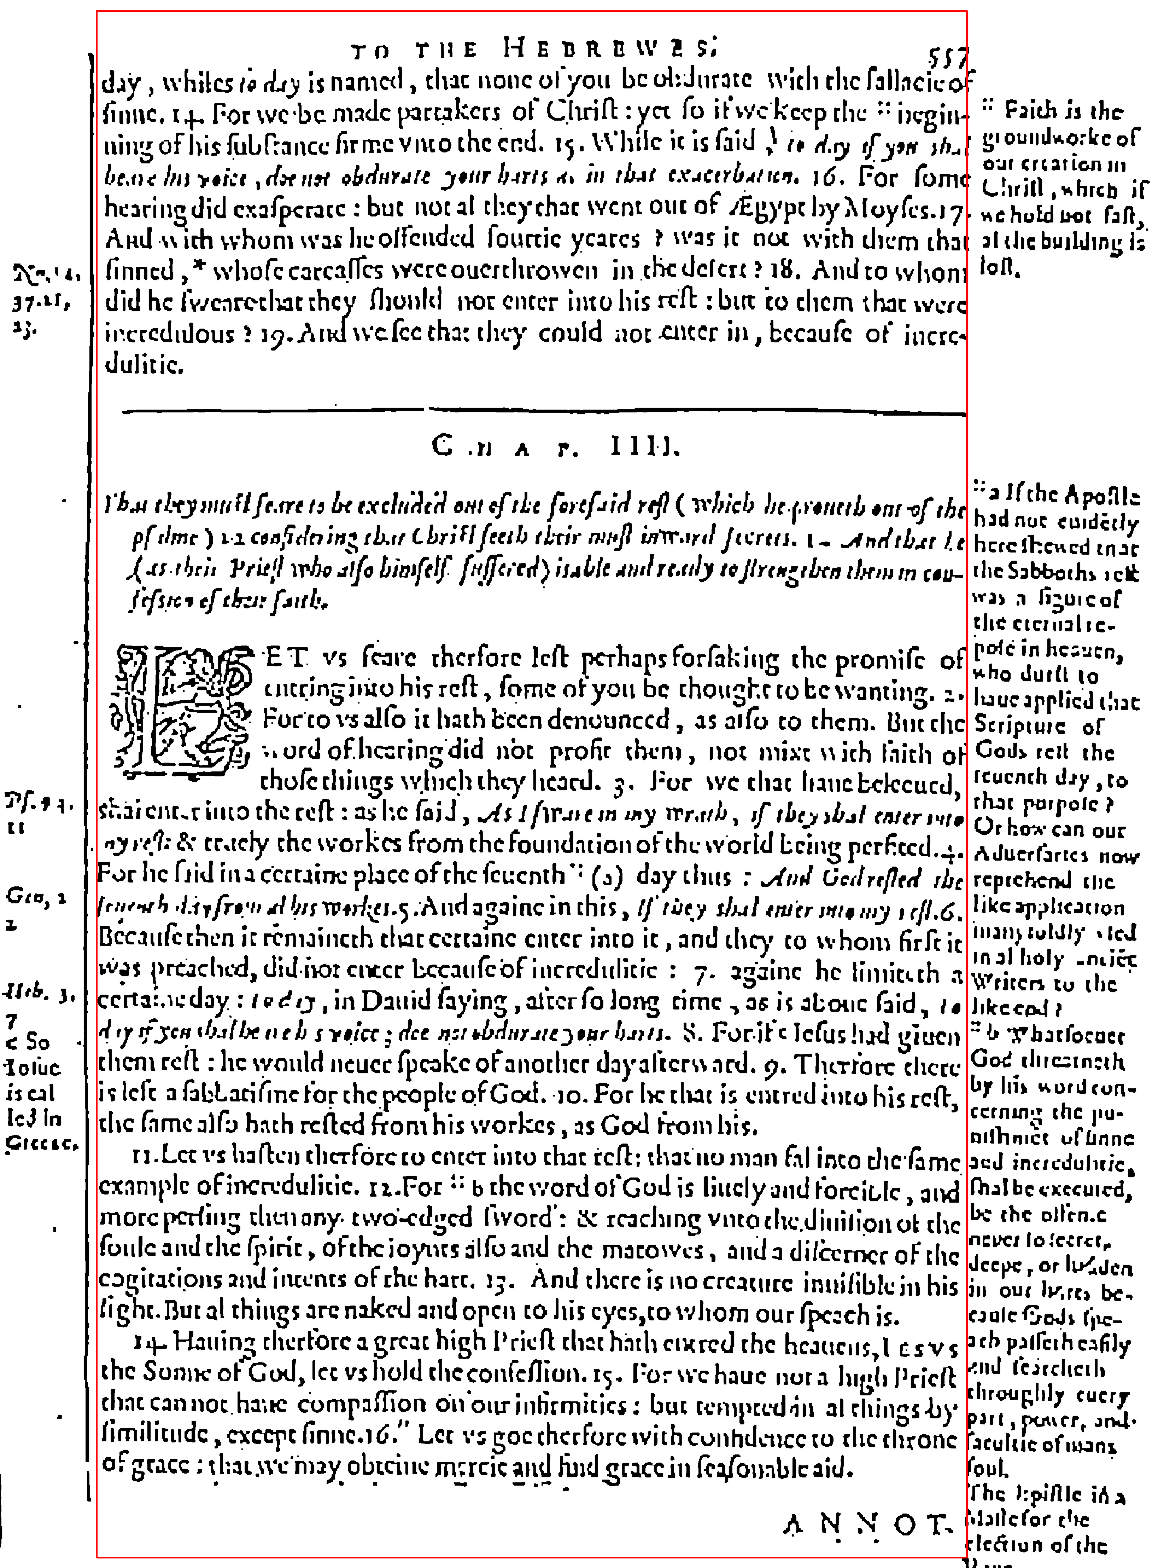 TO THE HEBREWES. 557
day, whiles to day is named, that none of you be obdurate with the fallacie of
sinne. 14. For we be made partakers of Christ: yet so if we keep the " begin-
ning of his substance firme vnto the end. 15. While it is said, to day if you shal
heare his voice, doe not obdurate your harts as in that exacerbation. 16. For some
hearing did exasperate: but not al they that went out of Ægypt by Moyses. 17.
And with whom was he offended fourtie yeares? was it not with them that
sinned, * whose carcasses were ouerthrowen in the desert? 18. And to whom
did he sweare that they should not enter into his rest: but to them that were
incredulous? 19. And we see that they could not enter in, because of incre-
dulitie.
" Faith is the
groundworke of
our creation in
Christ, which if
we hold not fast,
al the building is
lost.
37.21,
23.
CHAP. IIII.
That they must feare to be excluded out of the foresaid rest (which he proueth out of the
psalme) 12 considering that Christ seeth their most inward secrets. 14 And that he
(as their Priest who also himself suffered) is able and ready to strengthen them in con-
fession of their faith.
LET vs feare therfore lest perhaps forsaking the promise of
entring into his rest, some of you be thought to be wanting. 2.
For to vs also it hath been denounced, as also to them. But the
word of hearing did not profit them, not mixt with faith of
those things which they heard. 3. For we that haue beleeued,
shal enter into the rest: as he said, As I sware in my wrath, if they shal enter into
my rest: & truely the workes from the foundation of the world being perfited. 4.
For he said in a certaine place of the seuenth " (a) day thus: And God rested the
seuenth day from al his workes. 5. And againe in this, If they shal enter into my rest. 6.
Because then it remaineth that certaine enter into it, and they to whom first it
was preached, did not enter because of incredulitie: 7. againe he limiteth a
certaine day: to day, in Dauid saying, after so long time, as is aboue said, to
day if you shal heare his voice; doe not obdurate your harts. 8. For if c Iesus had giuen
them rest: he would neuer speake of another day afterward. 9. Therfore there
is left a sabbatisme for the people of God. 10. For he that is entred into his rest,
the same also hath rested from his workes, as God from his.
11. Let vs hasten therfore to enter into that rest: that no man fal into the same
example of incredulitie. 12. For " b the word of God is liuely and forcible, and
more persing then any two-edged sword: & reaching vnto the diuision of the
soule and the spirit, of the ioynts also and the marowes, and a discerner of the
cogitations and intents of the hart. 13. And there is no creature inuisible in his
sight. But al things are naked and open to his eyes, to whom our speach is.
14. Hauing therfore a great high Priest that hath entred the heauens, IESVS
the Sonne of God, let vs hold the confession. 15. For we haue not a high Priest
that can not haue compassion on our infirmities: but tempted in al things by
similitude, except sinne. 16. " Let vs goe therfore with confidence to the throne
of grace: that we may obteine mercie and find grace in seasonable aid.
Ps. 94.
11
Gen, 2
2
Heb. 3.
7
c So
Iosue
is cal
led in
Greeke.
" a If the Apostle
had not euidētly
here shewed that
the Sabboths rest
was a figure of
the eternal re-
pose in heauen,
who durst to
haue applied that
Scripture of
Gods rest the
seuenth day, to
that purpose?
Or how can our
Aduersaries now
reprehend the
like application
manifoldly vsed
in al holy anciēt
Writers to the
like end?
" b Whatsoeuer
God threatneth
by his word con-
cerning the pu-
nishmēt of sinne
and incredulitie,
shal be executed,
be the offence
neuer so secret,
deepe, or hidden
in our harts be-
cause Gods spe-
ach passeth easily
and searcheth
throughly euery
part, power, and
facultie of mans
soul.
The Epistle in a
Masse for the
election of the
ANNOT.